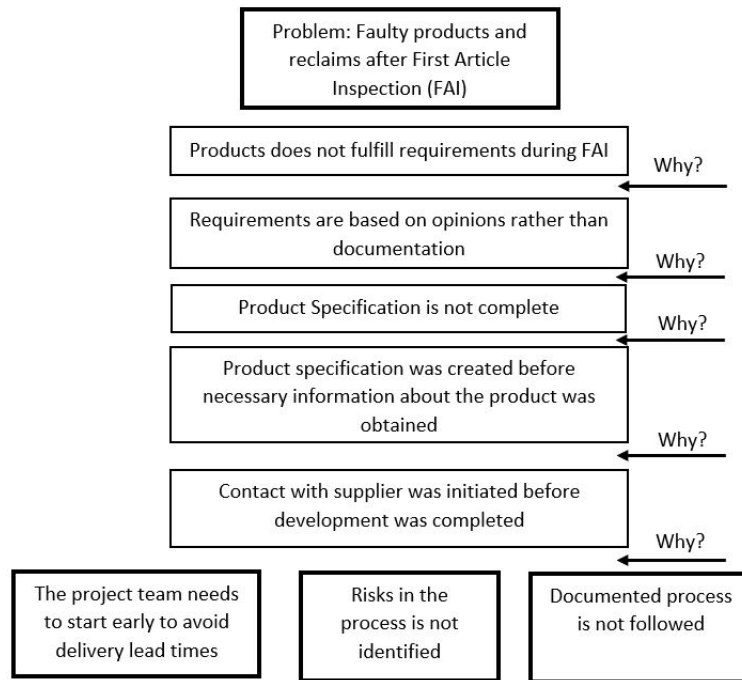 Problem: Faulty products and
reclaims after First Article
Inspection (FAI)
Products does not fulfill requirements during FAI
Why?
Requirements are based on opinions rather than
documentation
Why?
Product Specification is not complete
Why?
Product specification was created before
necessary information about the product was
obtained
Why?
Contact with supplier was initiated before
development was completed
Why?
The project team needs
to start early to avoid
delivery lead times
Risks in the
process is not
identified
Documented process
is not followed